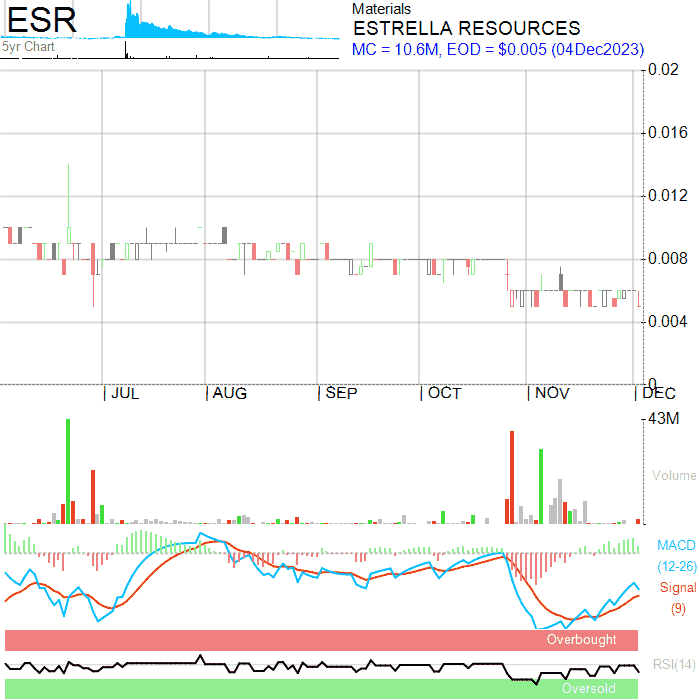 ESR
5yr Chart
Materials
ESTRELLA RESOURCES
MC = 10.6M, EOD = $0.005 (04Dec2023)
0.02
0.016
0.012
0.008
0.004
0
| JUL | AUG | SEP | OCT | NOV | DEC
43M
Volume
MACD
(12-26)
Signal
(9)
Overbought
RSI(14)
Oversold